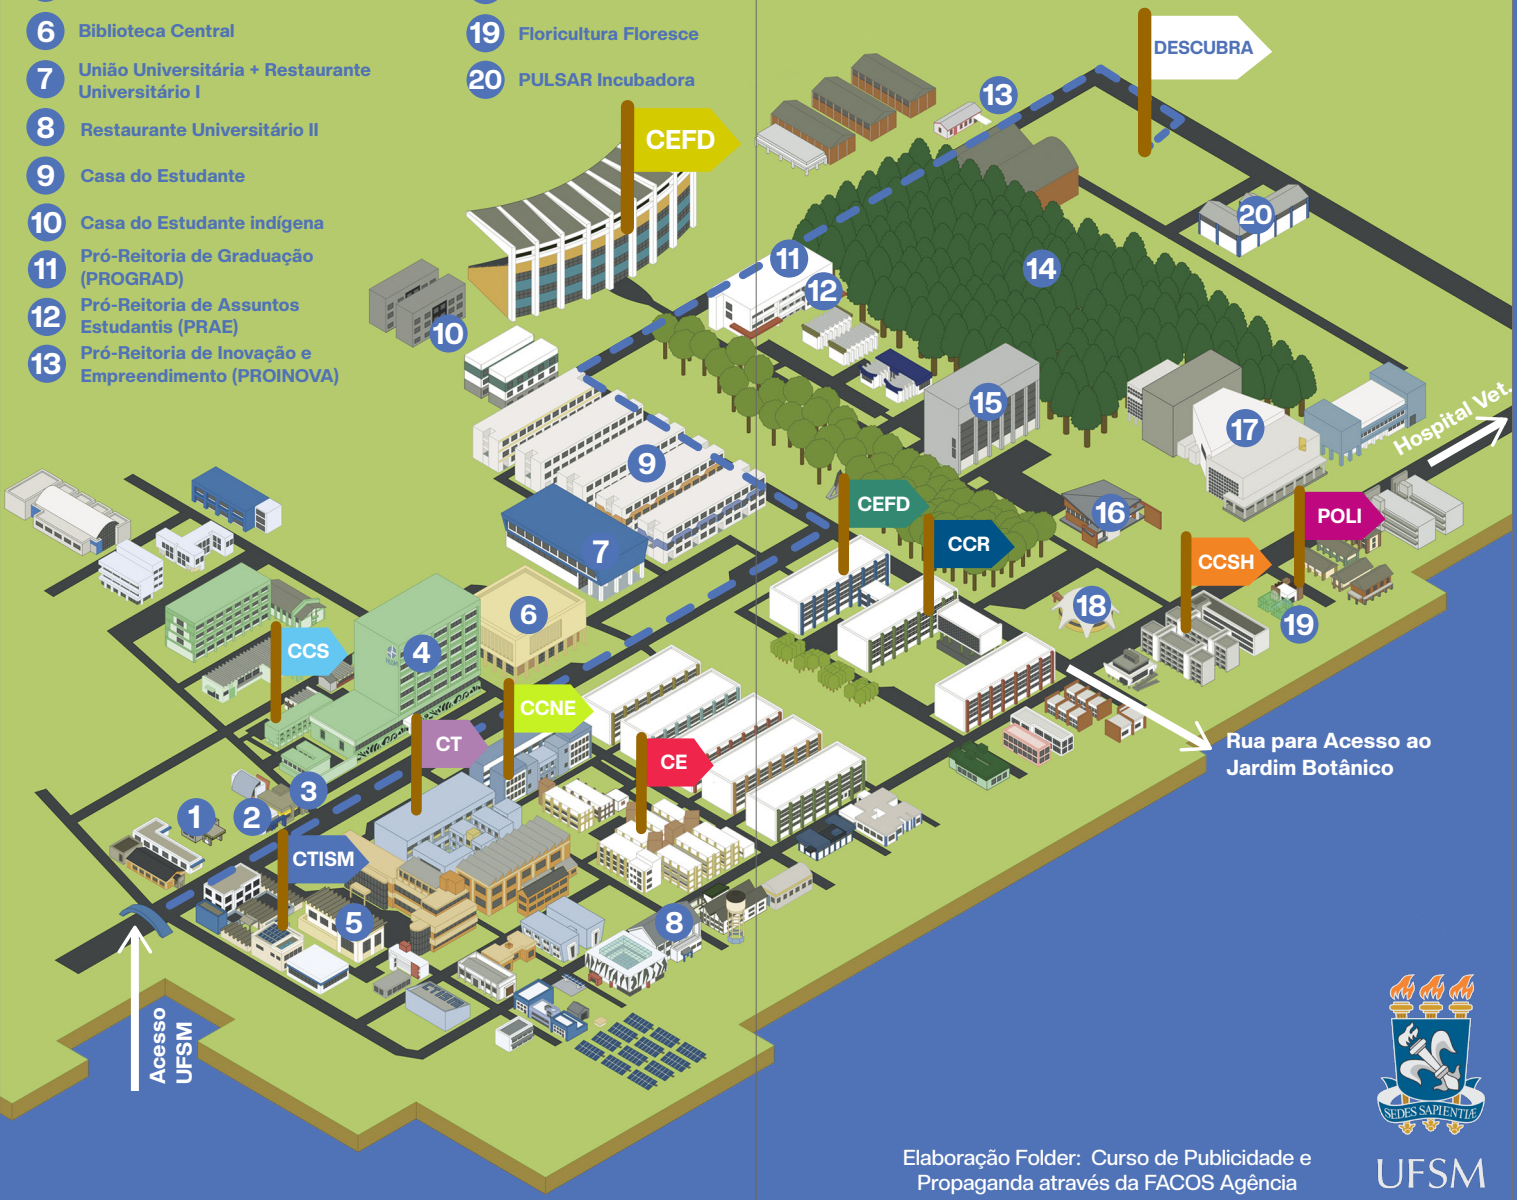 6 Biblioteca Central
7 União Universitária + Restaurante
Universitário I
8 Restaurante Universitário II
9 Casa do Estudante
10 Casa do Estudante indígena
11 Pró-Reitoria de Graduação
(PROGRAD)
12 Pró-Reitoria de Assuntos
Estudantis (PRAE)
13 Pró-Reitoria de Inovação e
Empreendimento (PROINOVA)
19 Floricultura Floresce
20 PULSAR Incubadora
DESCUBRA
CEFD
13
20
14
11
12
10
15
17
Hospital Vet.
9
CEFD
16
POLI
CCR
7
CCSH
18
19
6
CCS
4
CCNE
CT
CE
Rua para Acesso ao
Jardim Botânico
3
1
2
CTISM
5
8
CTISM
Acesso
UFSM
SEDES SAPIENTIÆ
UFSM
Elaboração Folder: Curso de Publicidade e
Propaganda através da FACOS Agência